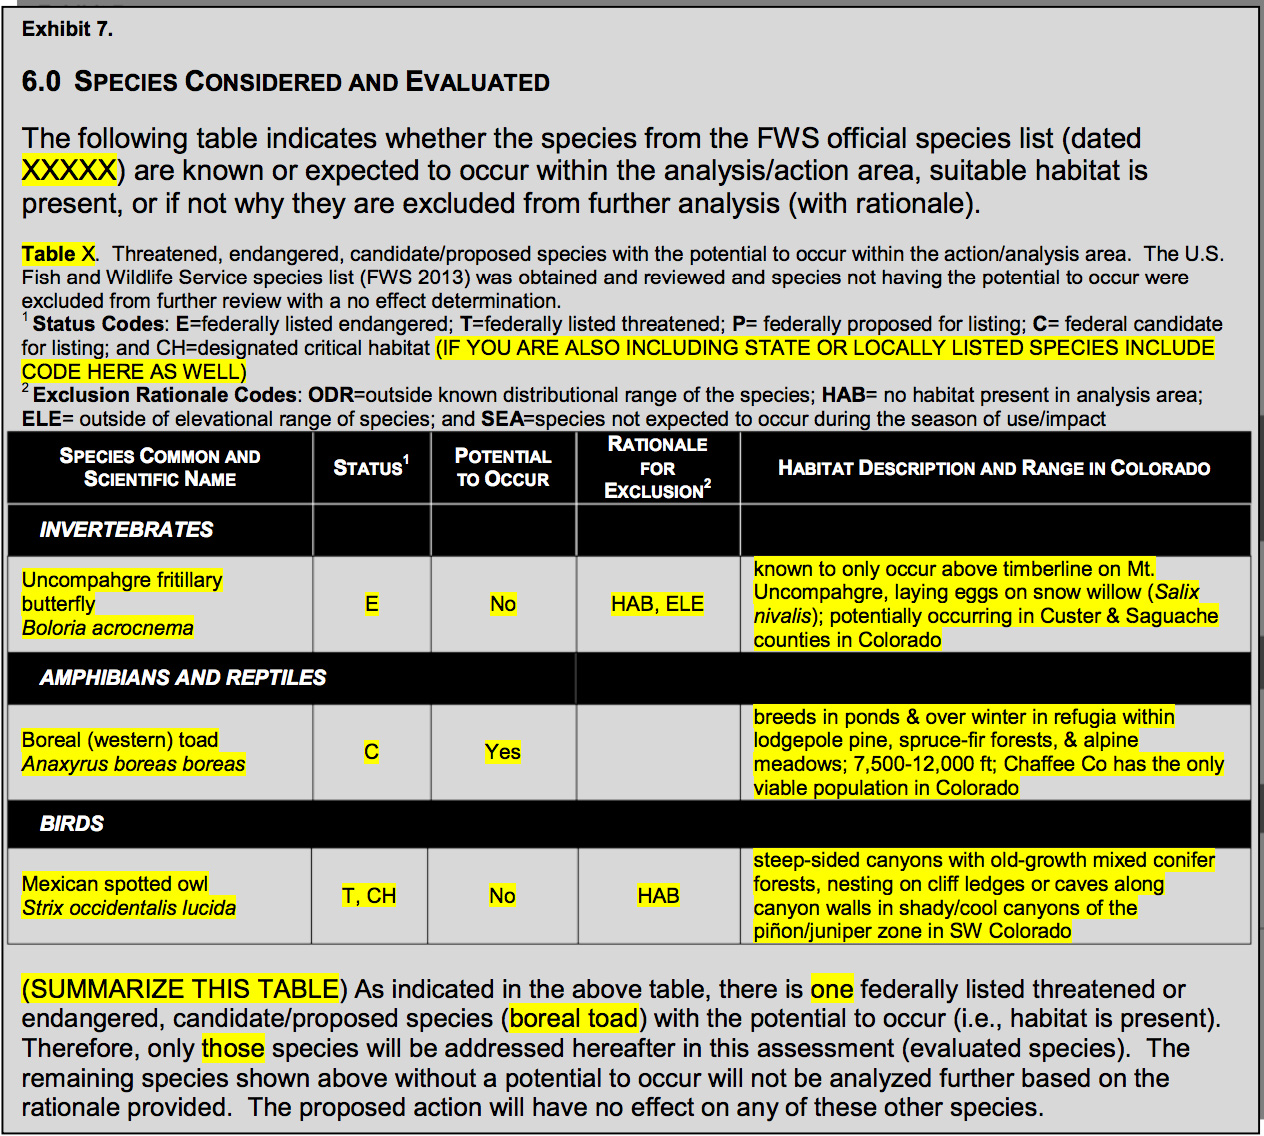 Exhibit 7.
6.0 SPECIES CONSIDERED AND EVALUATED
The following table indicates whether the species from the FWS official species list (dated
XXXXX) are known or expected to occur within the analysis/action area, suitable habitat is
present, or if not why they are excluded from further analysis (with rationale).
Table X. Threatened, endangered, candidate/proposed species with the potential to occur within the action/analysis area. The U.S.
Fish and Wildlife Service species list (FWS 2013) was obtained and reviewed and species not having the potential to occur were
excluded from further review with a no effect determination.
1 Status Codes: E=federally listed endangered; T=federally listed threatened; P= federally proposed for listing; C= federal candidate
for listing; and CH=designated critical habitat (IF YOU ARE ALSO INCLUDING STATE OR LOCALLY LISTED SPECIES INCLUDE
CODE HERE AS WELL)
2 Exclusion Rationale Codes: ODR=outside known distributional range of the species; HAB= no habitat present in analysis area;
ELE= outside of elevational range of species; and SEA=species not expected to occur during the season of use/impact
SPECIES COMMON AND
SCIENTIFIC NAME
STATUS1
POTENTIAL
TO OCCUR
RATIONALE
FOR
EXCLUSION2
HABITAT DESCRIPTION AND RANGE IN COLORADO
INVERTEBRATES
Uncompahgre fritillary
butterfly
Boloria acrocnema
E
No
HAB, ELE
known to only occur above timberline on Mt.
Uncompahgre, laying eggs on snow willow (Salix
nivalis); potentially occurring in Custer & Saguache
counties in Colorado
AMPHIBIANS AND REPTILES
Boreal (western) toad
Anaxyrus boreas boreas
C
Yes
breeds in ponds & over winter in refugia within
lodgepole pine, spruce-fir forests, & alpine
meadows; 7,500-12,000 ft; Chaffee Co has the only
viable population in Colorado
BIRDS
Mexican spotted owl
Strix occidentalis lucida
T, CH
No
HAB
steep-sided canyons with old-growth mixed conifer
forests, nesting on cliff ledges or caves along
canyon walls in shady/cool canyons of the
piñon/juniper zone in SW Colorado
(SUMMARIZE THIS TABLE) As indicated in the above table, there is one federally listed threatened or
endangered, candidate/proposed species (boreal toad) with the potential to occur (i.e., habitat is present).
Therefore, only those species will be addressed hereafter in this assessment (evaluated species). The
remaining species shown above without a potential to occur will not be analyzed further based on the
rationale provided. The proposed action will have no effect on any of these other species.